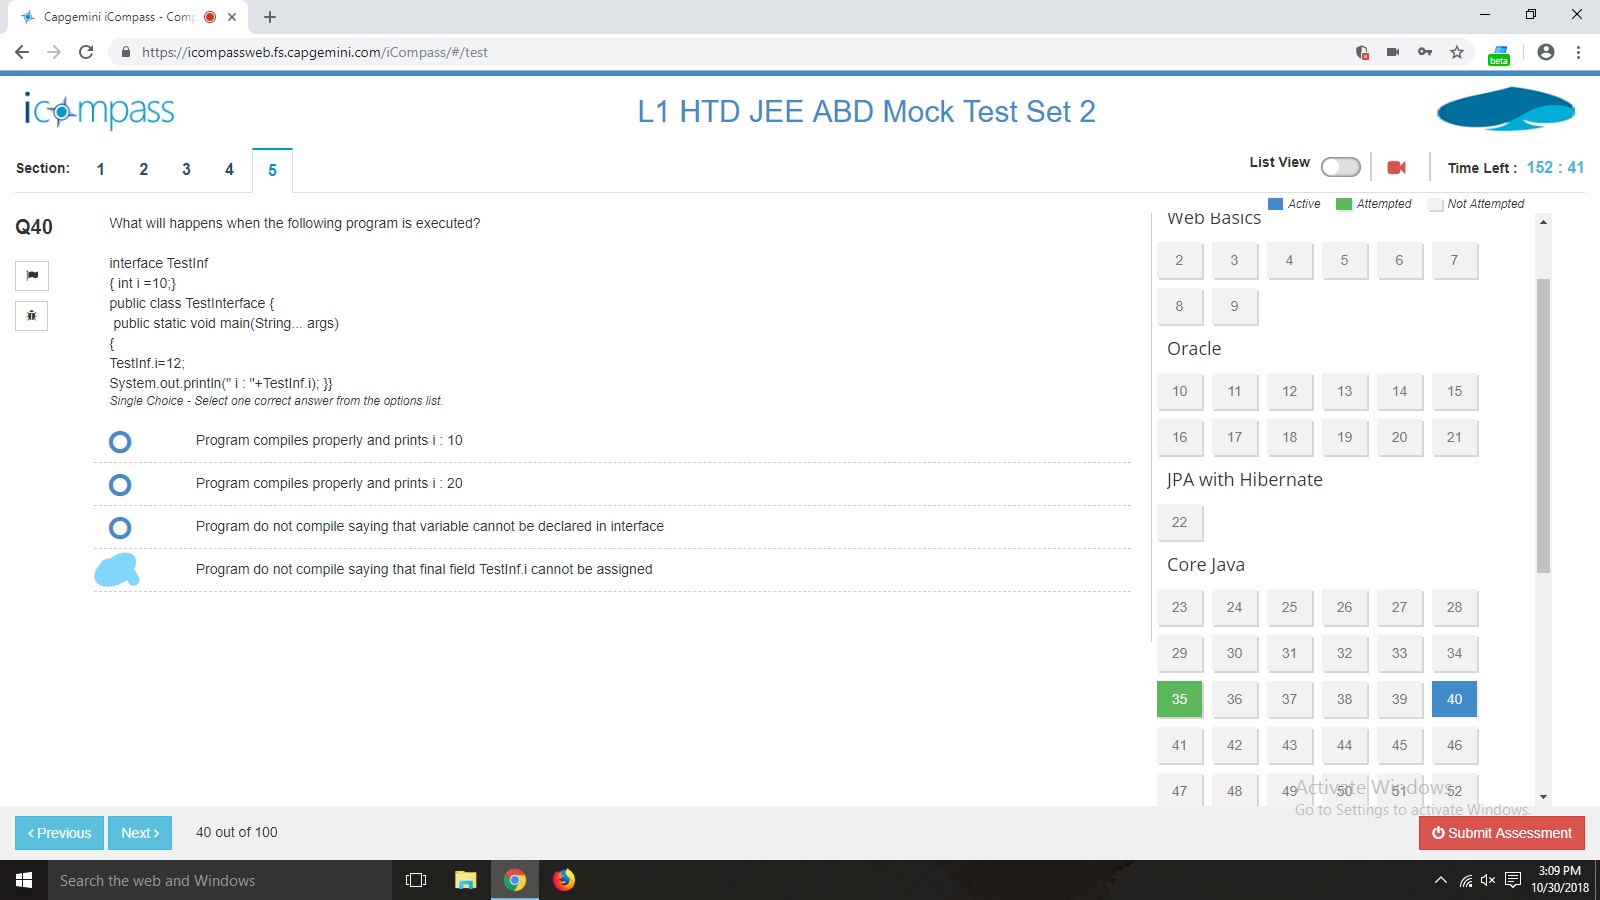 Capgemini iCompass - Comp
https://icompassweb.fs.capgemini.com/iCompass/#/test
beta
icompass
L1 HTD JEE ABD Mock Test Set 2
Section: 1 2 3 4 5
List View
Time Left : 152 : 41
Active Attempted Not Attempted
Q40
What will happens when the following program is executed?
interface TestInf
{ int i =10;}
public class TestInterface {
public static void main(String... args)
{
TestInf.i=12;
System.out.println(" i : "+TestInf.i); }}
Single Choice - Select one correct answer from the options list.
Program compiles properly and prints i : 10
Program compiles properly and prints i : 20
Program do not compile saying that variable cannot be declared in interface
Program do not compile saying that final field TestInf.i cannot be assigned
Web Basics
2 3 4 5 6 7
8 9
Oracle
10 11 12 13 14 15
16 17 18 19 20 21
JPA with Hibernate
22
Core Java
23 24 25 26 27 28
29 30 31 32 33 34
35 36 37 38 39 40
41 42 43 44 45 46
47 48 49 50 51 52
Activate Windows
Go to Settings to activate Windows.
‹ Previous Next › 40 out of 100
Submit Assessment
Search the web and Windows
3:09 PM
10/30/2018